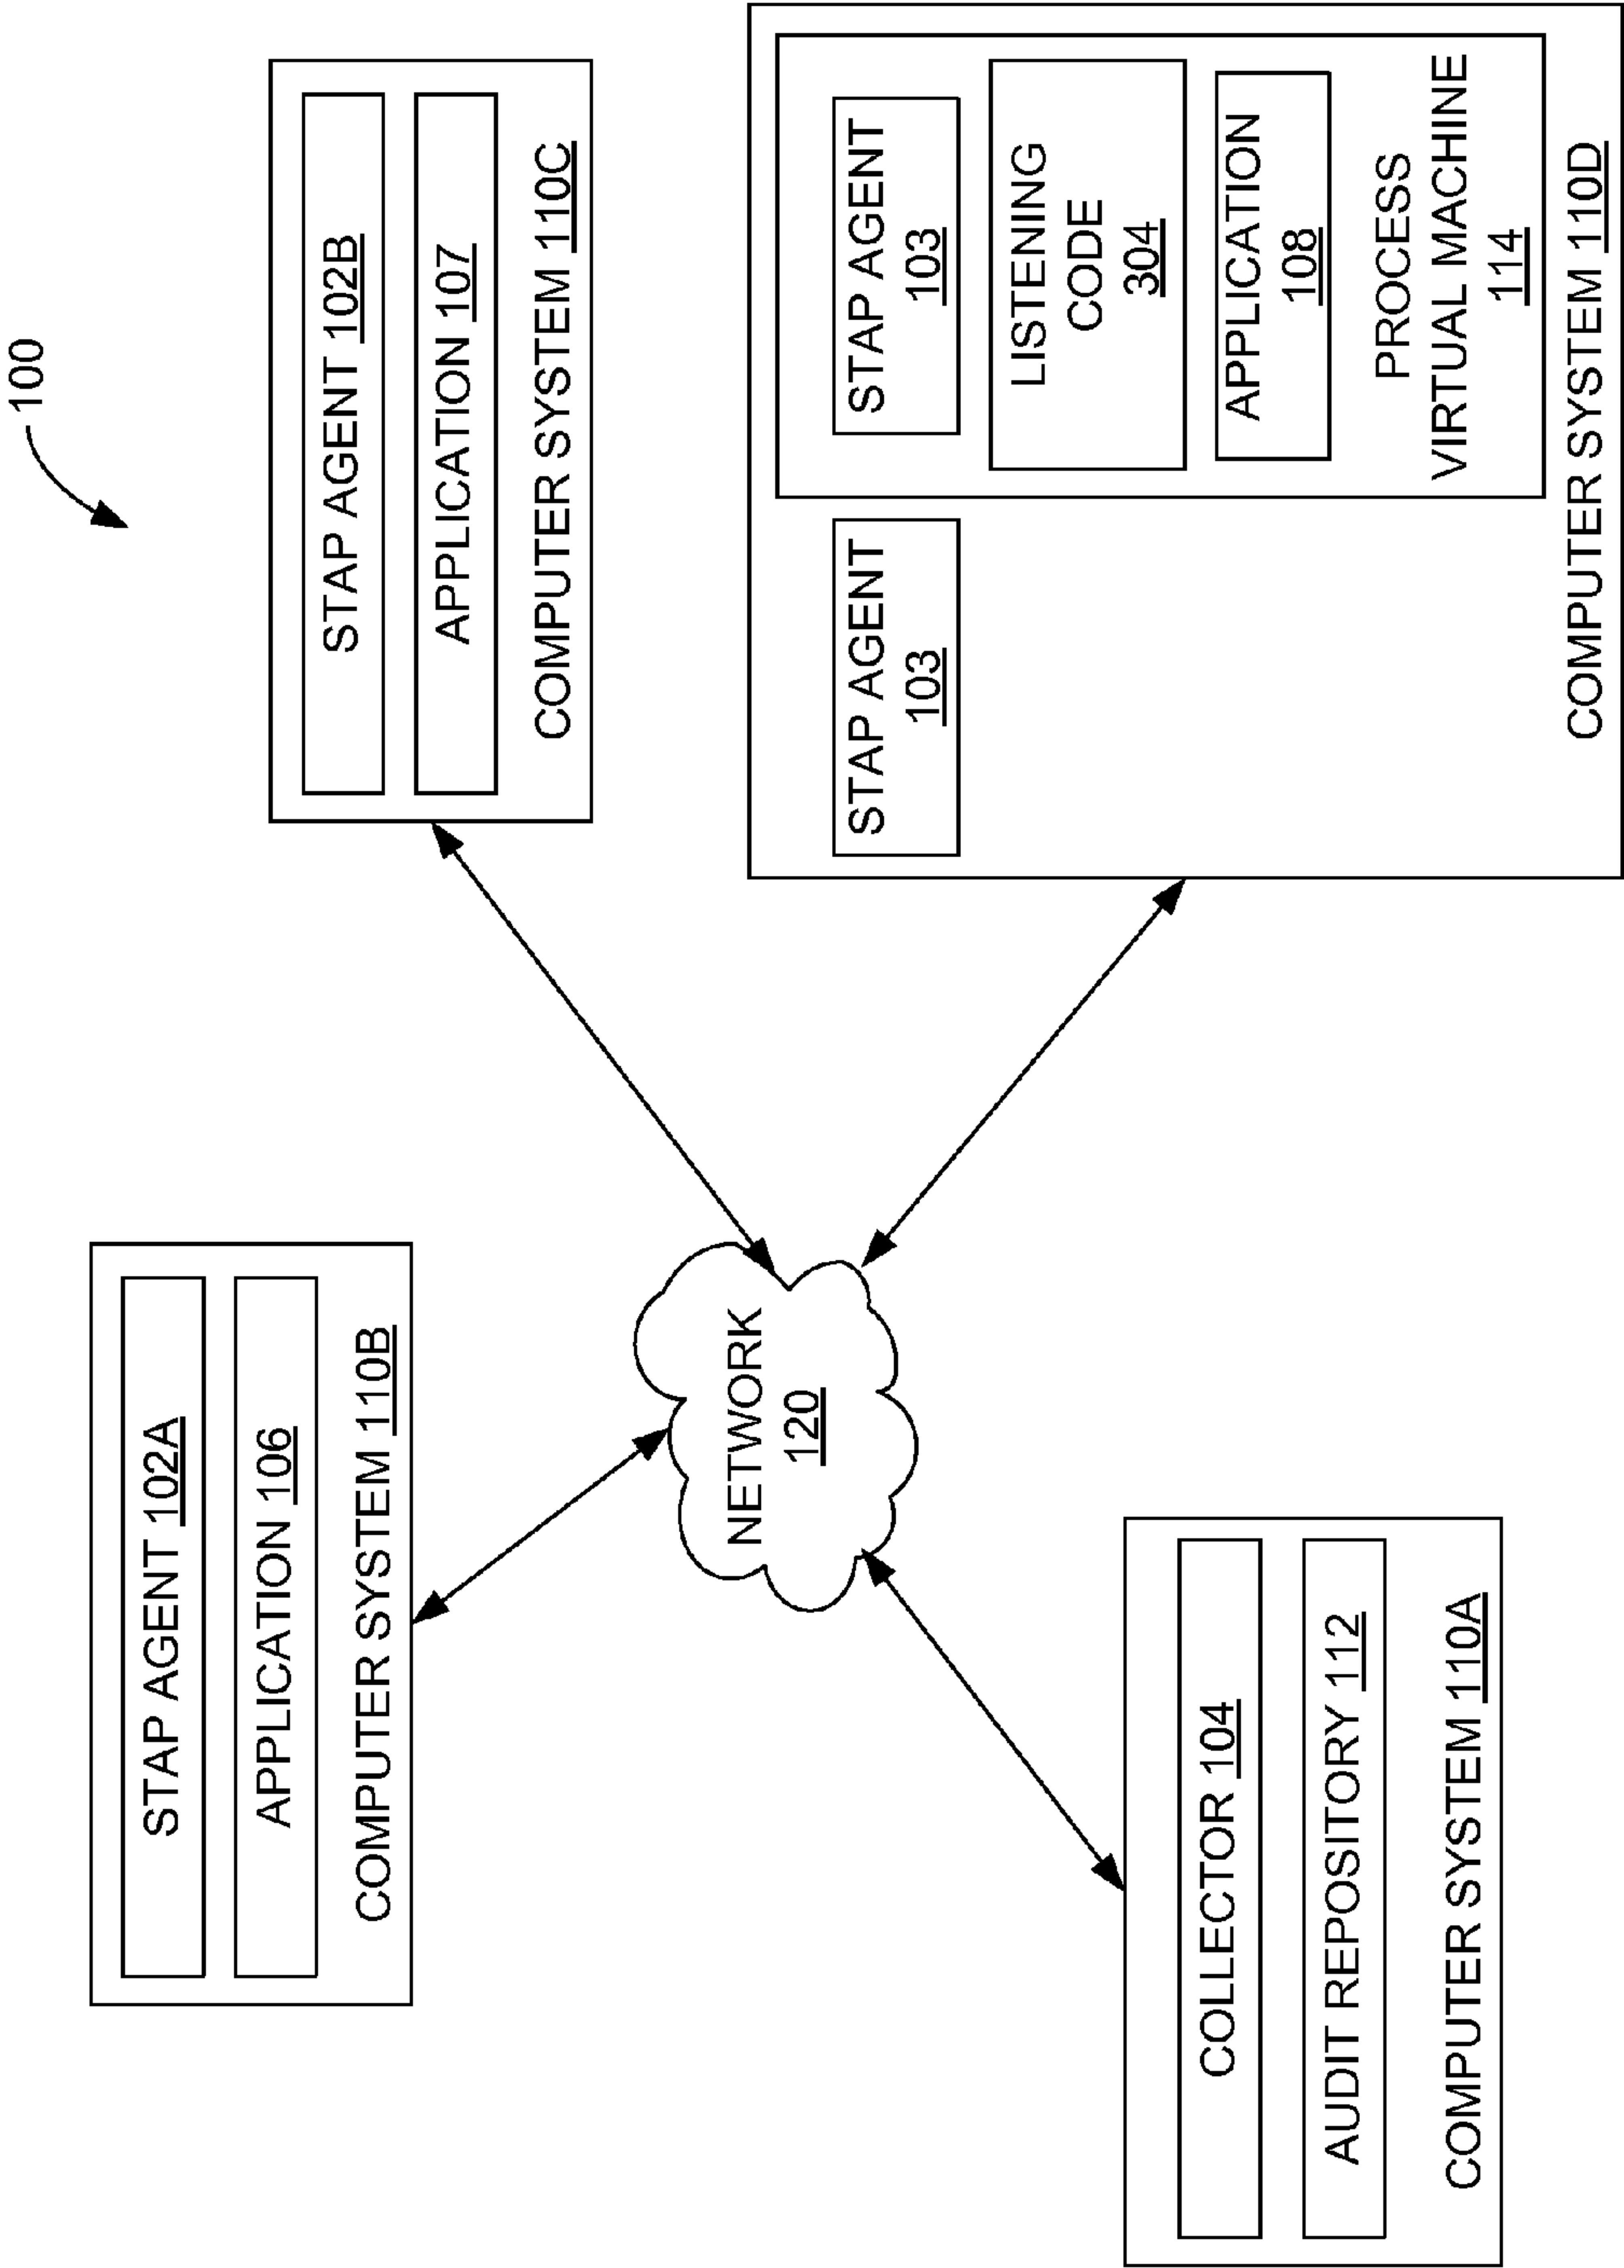 100
STAP AGENT 102A
APPLICATION 106
COMPUTER SYSTEM 110B
STAP AGENT 102B
APPLICATION 107
COMPUTER SYSTEM 110C
NETWORK
120
COLLECTOR 104
AUDIT REPOSITORY 112
COMPUTER SYSTEM 110A
STAP AGENT
103
STAP AGENT
103
LISTENING
CODE
304
APPLICATION
108
PROCESS
VIRTUAL MACHINE
114
COMPUTER SYSTEM 110D